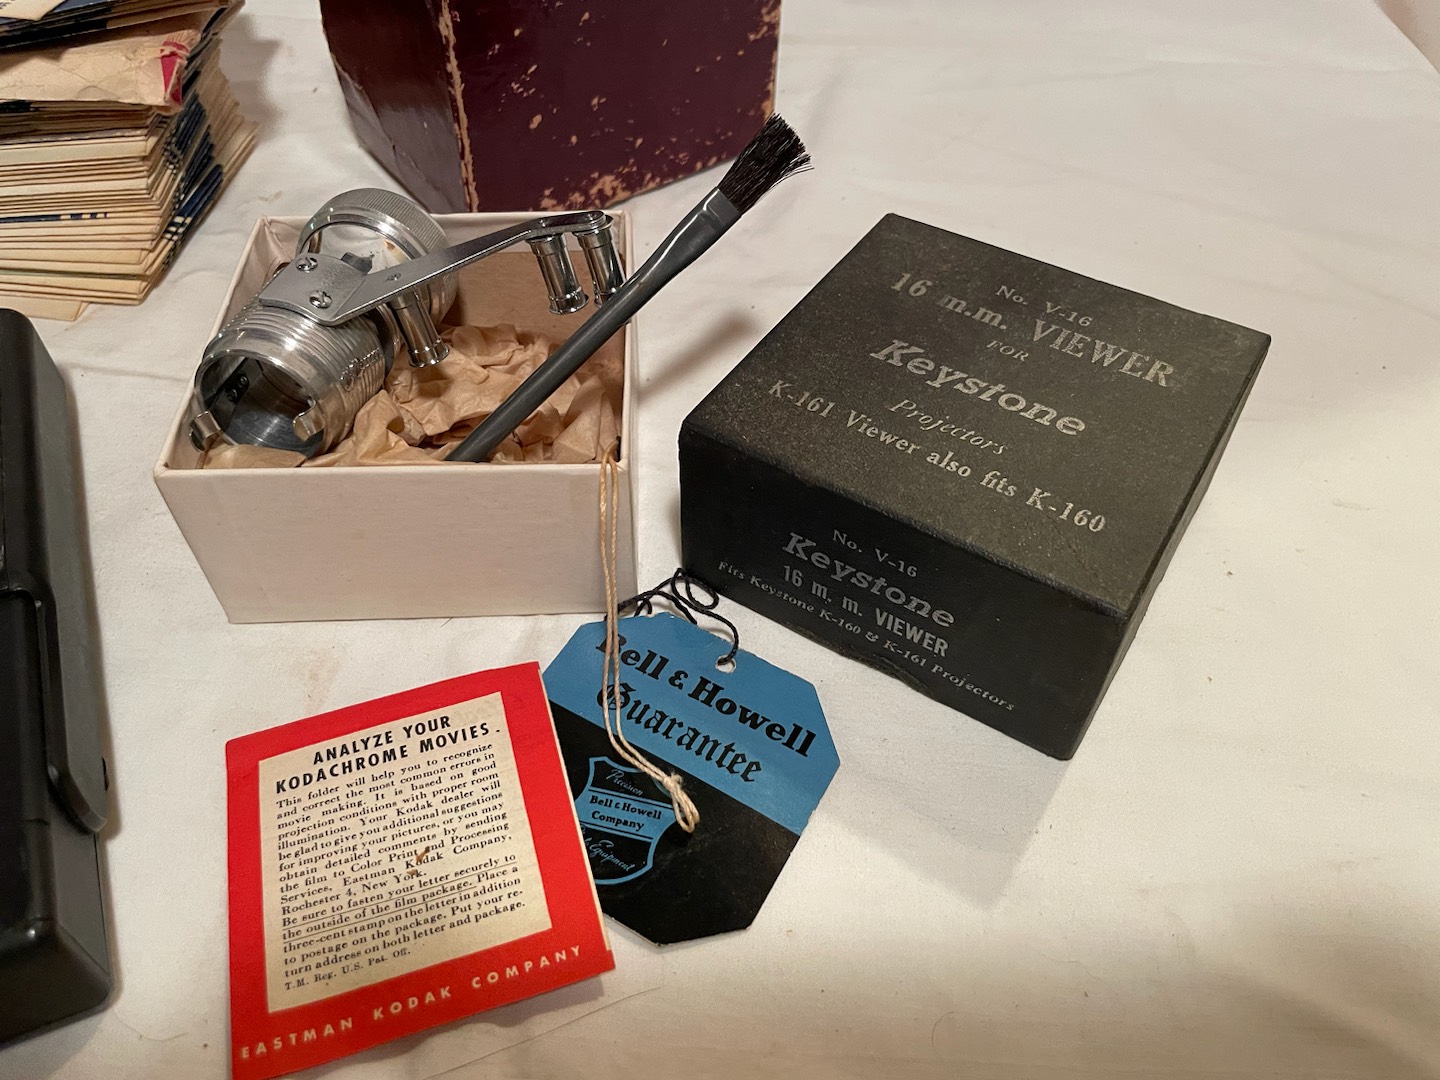 No. V-16
16 m.m. VIEWER
FOR
Keystone
Projectors
K-161 Viewer also fits K-160
No. V-16
Keystone
16 m. m. VIEWER
Fits Keystone K-160 & K-161 Projectors
Bell & Howell
Guarantee
Precision
Bell & Howell
Company
Equipment
ANALYZE YOUR
KODACHROME MOVIES.
This folder will help you to recognize
and correct the most common errors in
movie making. It is based on good
projection conditions with proper room
illumination. Your Kodak dealer will
be glad to give you additional suggestions
for improving your pictures, or you may
obtain detailed comments by sending
the film to Color Print and Processing
Services, Eastman Kodak Company,
Rochester 4, New York.
Be sure to fasten your letter securely to
the outside of the film package. Place a
three-cent stamp on the letter in addition
to postage on the package. Put your re-
turn address on both letter and package.
T.M. Reg. U.S. Pat. Off.
EASTMAN KODAK COMPANY